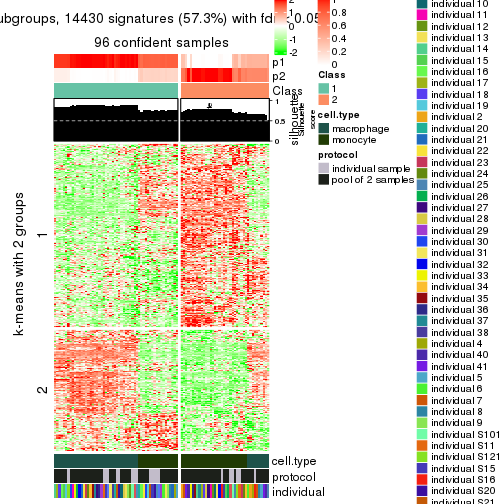 ubgroups, 14430 signatures (57.3%) with fdr < 0.05
96 confident samples
p1
p2
Class
1
0.5
0
silhouette
score
2
0
-2
1
0.8
0.6
0.4
0.2
0
Class
1
2
cell.type
macrophage
monocyte
protocol
individual sample
pool of 2 samples
k-means with 2 groups
1
2
cell.type
protocol
individual
individual 10
individual 11
individual 12
individual 13
individual 14
individual 15
individual 16
individual 17
individual 18
individual 19
individual 2
individual 20
individual 21
individual 22
individual 23
individual 24
individual 25
individual 26
individual 27
individual 28
individual 29
individual 30
individual 31
individual 32
individual 33
individual 34
individual 35
individual 36
individual 37
individual 38
individual 4
individual 40
individual 41
individual 5
individual 6
individual 7
individual 8
individual 9
individual S101
individual S11
individual S121
individual S15
individual S16
individual S20
individual S21